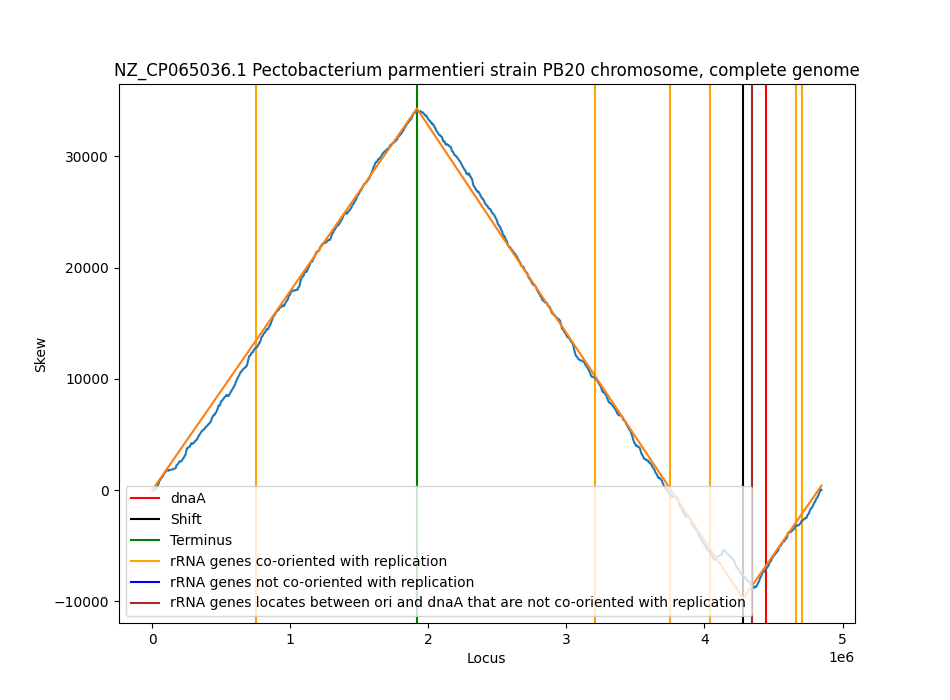 NZ_CP065036.1 Pectobacterium parmentieri strain PB20 chromosome, complete genome
Skew
30000
20000
10000
0
−10000
dnaA
Shift
Terminus
rRNA genes co-oriented with replication
rRNA genes not co-oriented with replication
rRNA genes locates between ori and dnaA that are not co-oriented with replication
0 1 2 3 4 5
1e6
Locus